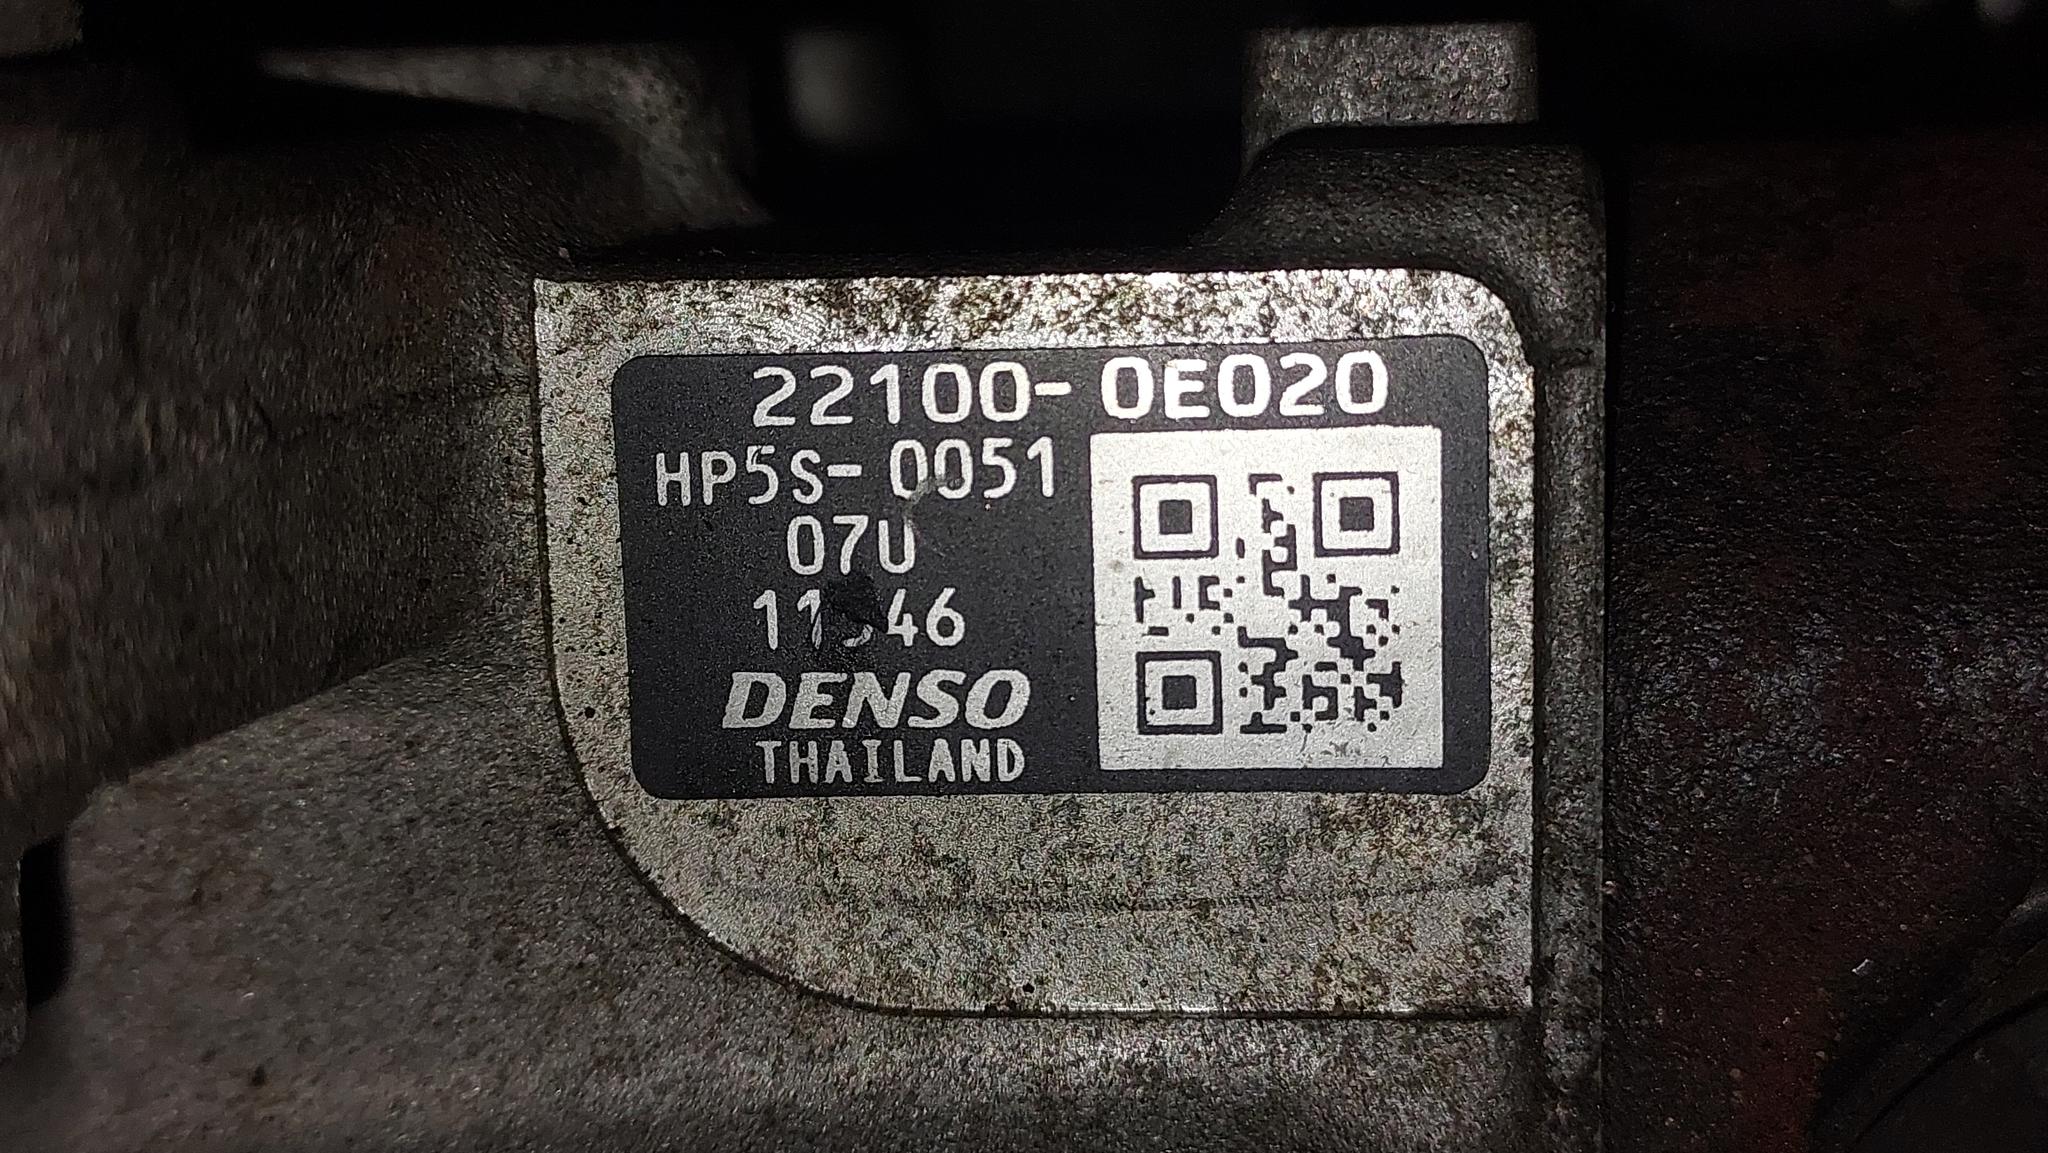 22100-0E020
HP5S-0051
07U
DENSO
THAILAND